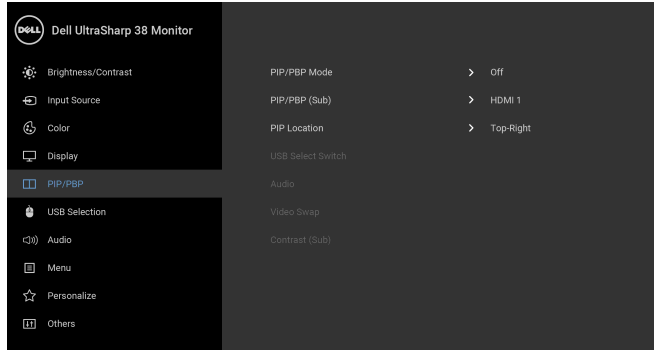 DELL Dell UltraSharp 38 Monitor
Brightness/Contrast PIP/PBP Mode Off
Input Source PIP/PBP (Sub) HDMI 1
Color PIP Location Top-Right
Display USB Select Switch
PIP/PBP Audio
USB Selection Video Swap
Audio Contrast (Sub)
Menu
Personalize
Others